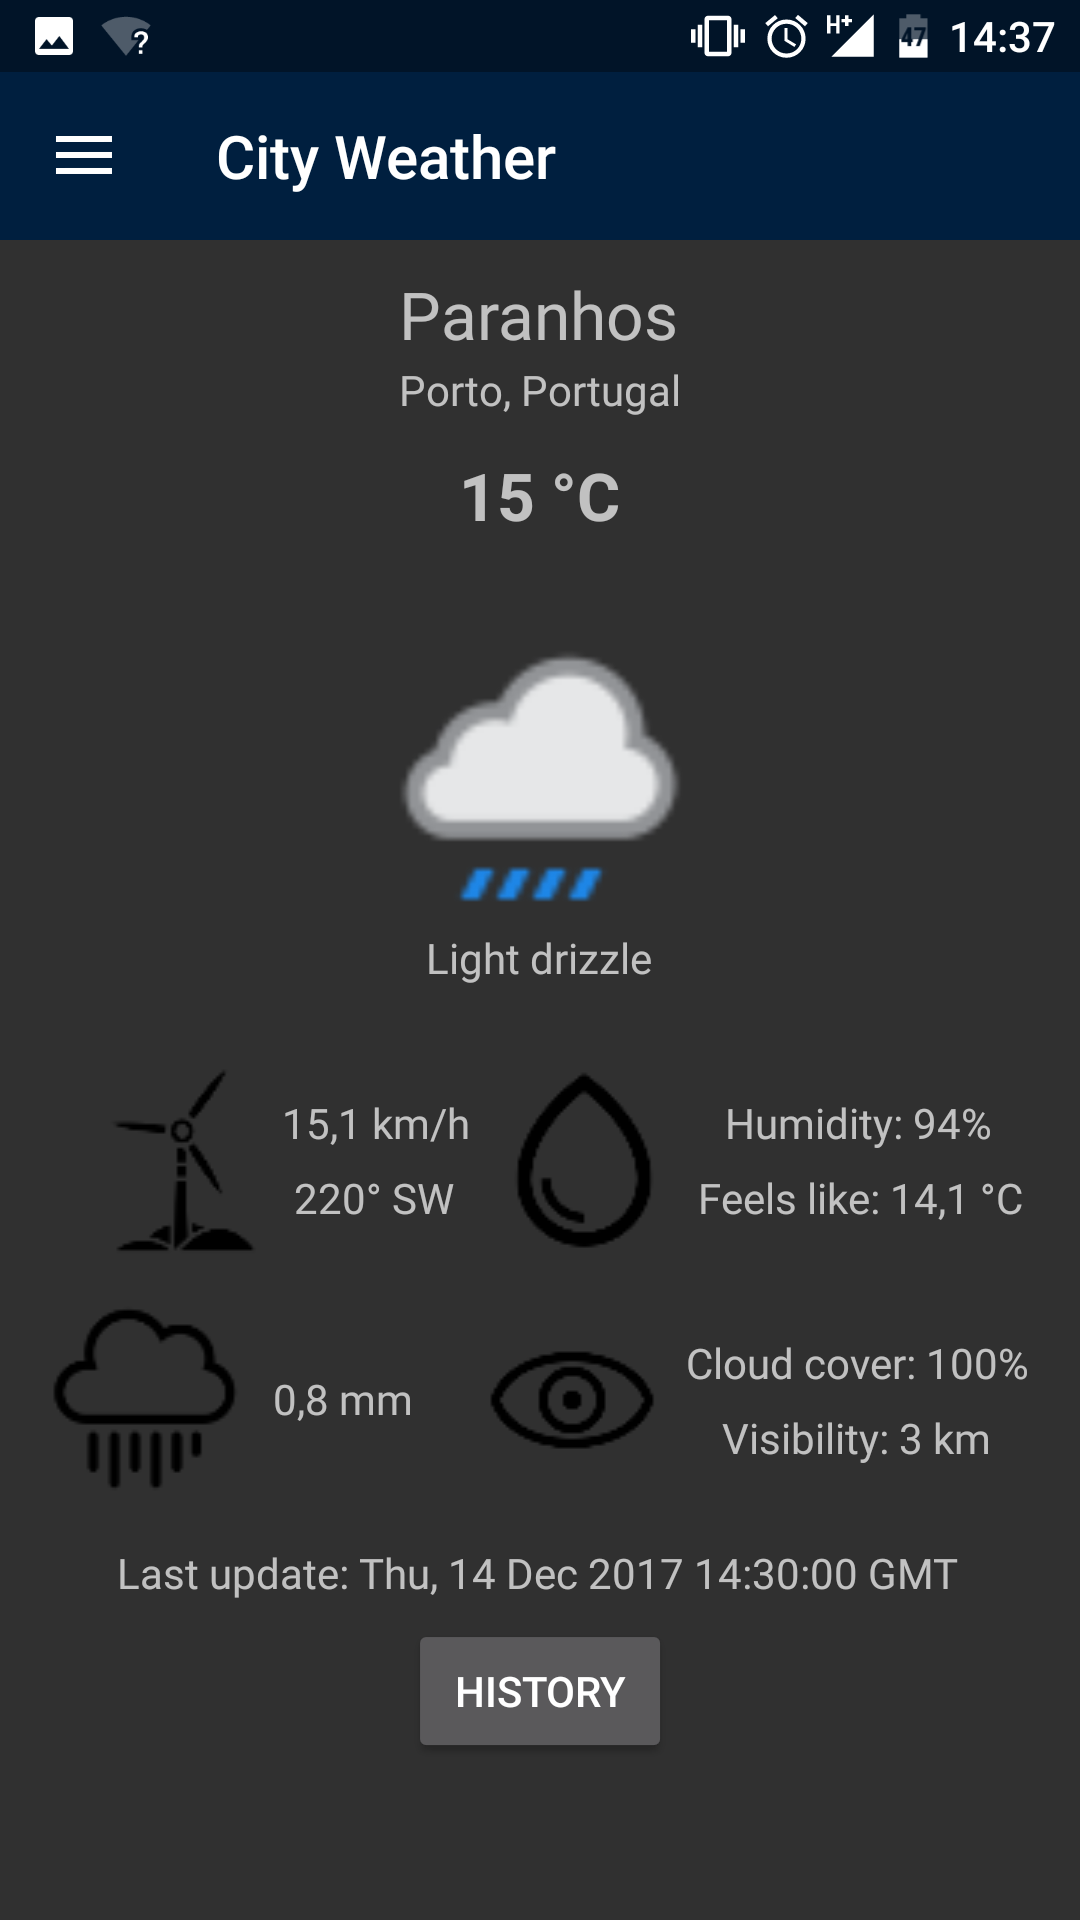 H+ 47 14:37
City Weather
Paranhos
Porto, Portugal
15 °C
Light drizzle
15,1 km/h
220° SW
Humidity: 94%
Feels like: 14,1 °C
0,8 mm
Cloud cover: 100%
Visibility: 3 km
Last update: Thu, 14 Dec 2017 14:30:00 GMT
HISTORY